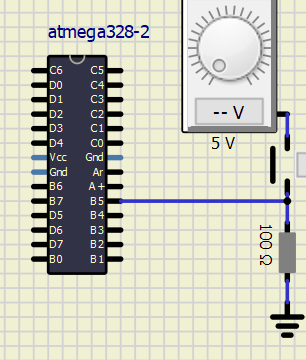 atmega328-2
C6 C5
D0 C4
D1 C3
D2 C2
D3 C1
D4 C0
Vcc Gnd
Gnd Ar
B6 A+
B7 B5
D5 B4
D6 B3
D7 B2
B0 B1
-- V
5 V
100 Ω